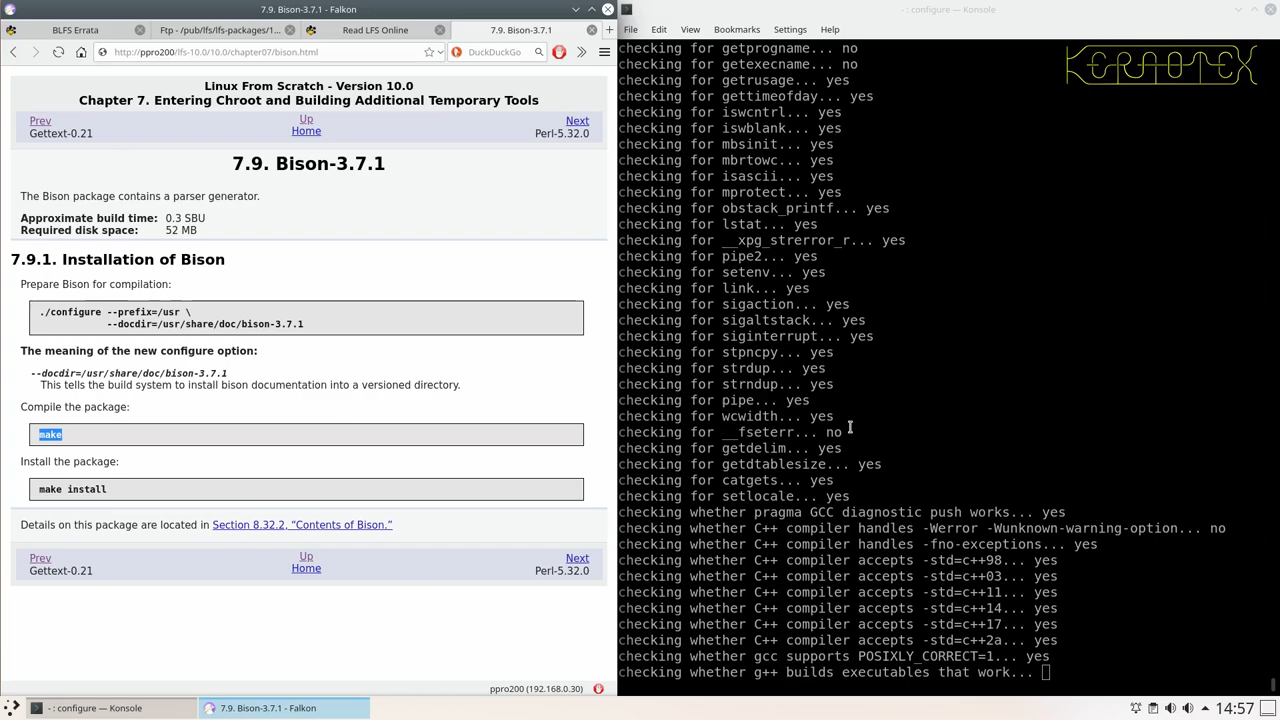 7.9. Bison-3.7.1 - Falkon
BLFS Errata
Ftp - /pub/lfs/lfs-packages/1...
Read LFS Online
7.9. Bison-3.7.1
http://ppro200/lfs-10.0/10.0/chapter07/bison.html
DuckDuckGo
Linux From Scratch - Version 10.0
Chapter 7. Entering Chroot and Building Additional Temporary Tools
Prev
Up
Next
Gettext-0.21
Home
Perl-5.32.0
7.9. Bison-3.7.1
The Bison package contains a parser generator.
Approximate build time: 0.3 SBU
Required disk space: 52 MB
7.9.1. Installation of Bison
Prepare Bison for compilation:
./configure --prefix=/usr \
--docdir=/usr/share/doc/bison-3.7.1
The meaning of the new configure option:
--docdir=/usr/share/doc/bison-3.7.1
This tells the build system to install bison documentation into a versioned directory.
Compile the package:
make
Install the package:
make install
Details on this package are located in Section 8.32.2, “Contents of Bison.”
Prev
Up
Next
Gettext-0.21
Home
Perl-5.32.0
ppro200 (192.168.0.30)
- : configure — Konsole
File Edit View Bookmarks Settings Help
KERAOTEX
checking for getprogname... no
checking for getexecname... no
checking for getrusage... yes
checking for gettimeofday... yes
checking for iswcntrl... yes
checking for iswblank... yes
checking for mbsinit... yes
checking for mbrtowc... yes
checking for isascii... yes
checking for mprotect... yes
checking for obstack_printf... yes
checking for lstat... yes
checking for __xpg_strerror_r... yes
checking for pipe2... yes
checking for setenv... yes
checking for link... yes
checking for sigaction... yes
checking for sigaltstack... yes
checking for siginterrupt... yes
checking for stpncpy... yes
checking for strdup... yes
checking for strndup... yes
checking for pipe... yes
checking for wcwidth... yes
checking for __fseterr... no
checking for getdelim... yes
checking for getdtablesize... yes
checking for catgets... yes
checking for setlocale... yes
checking whether pragma GCC diagnostic push works... yes
checking whether C++ compiler handles -Werror -Wunknown-warning-option... no
checking whether C++ compiler handles -fno-exceptions... yes
checking whether C++ compiler accepts -std=c++98... yes
checking whether C++ compiler accepts -std=c++03... yes
checking whether C++ compiler accepts -std=c++11... yes
checking whether C++ compiler accepts -std=c++14... yes
checking whether C++ compiler accepts -std=c++17... yes
checking whether C++ compiler accepts -std=c++2a... yes
checking whether gcc supports POSIXLY_CORRECT=1... yes
checking whether g++ builds executables that work...
- : configure — Konsole
7.9. Bison-3.7.1 - Falkon
14:57